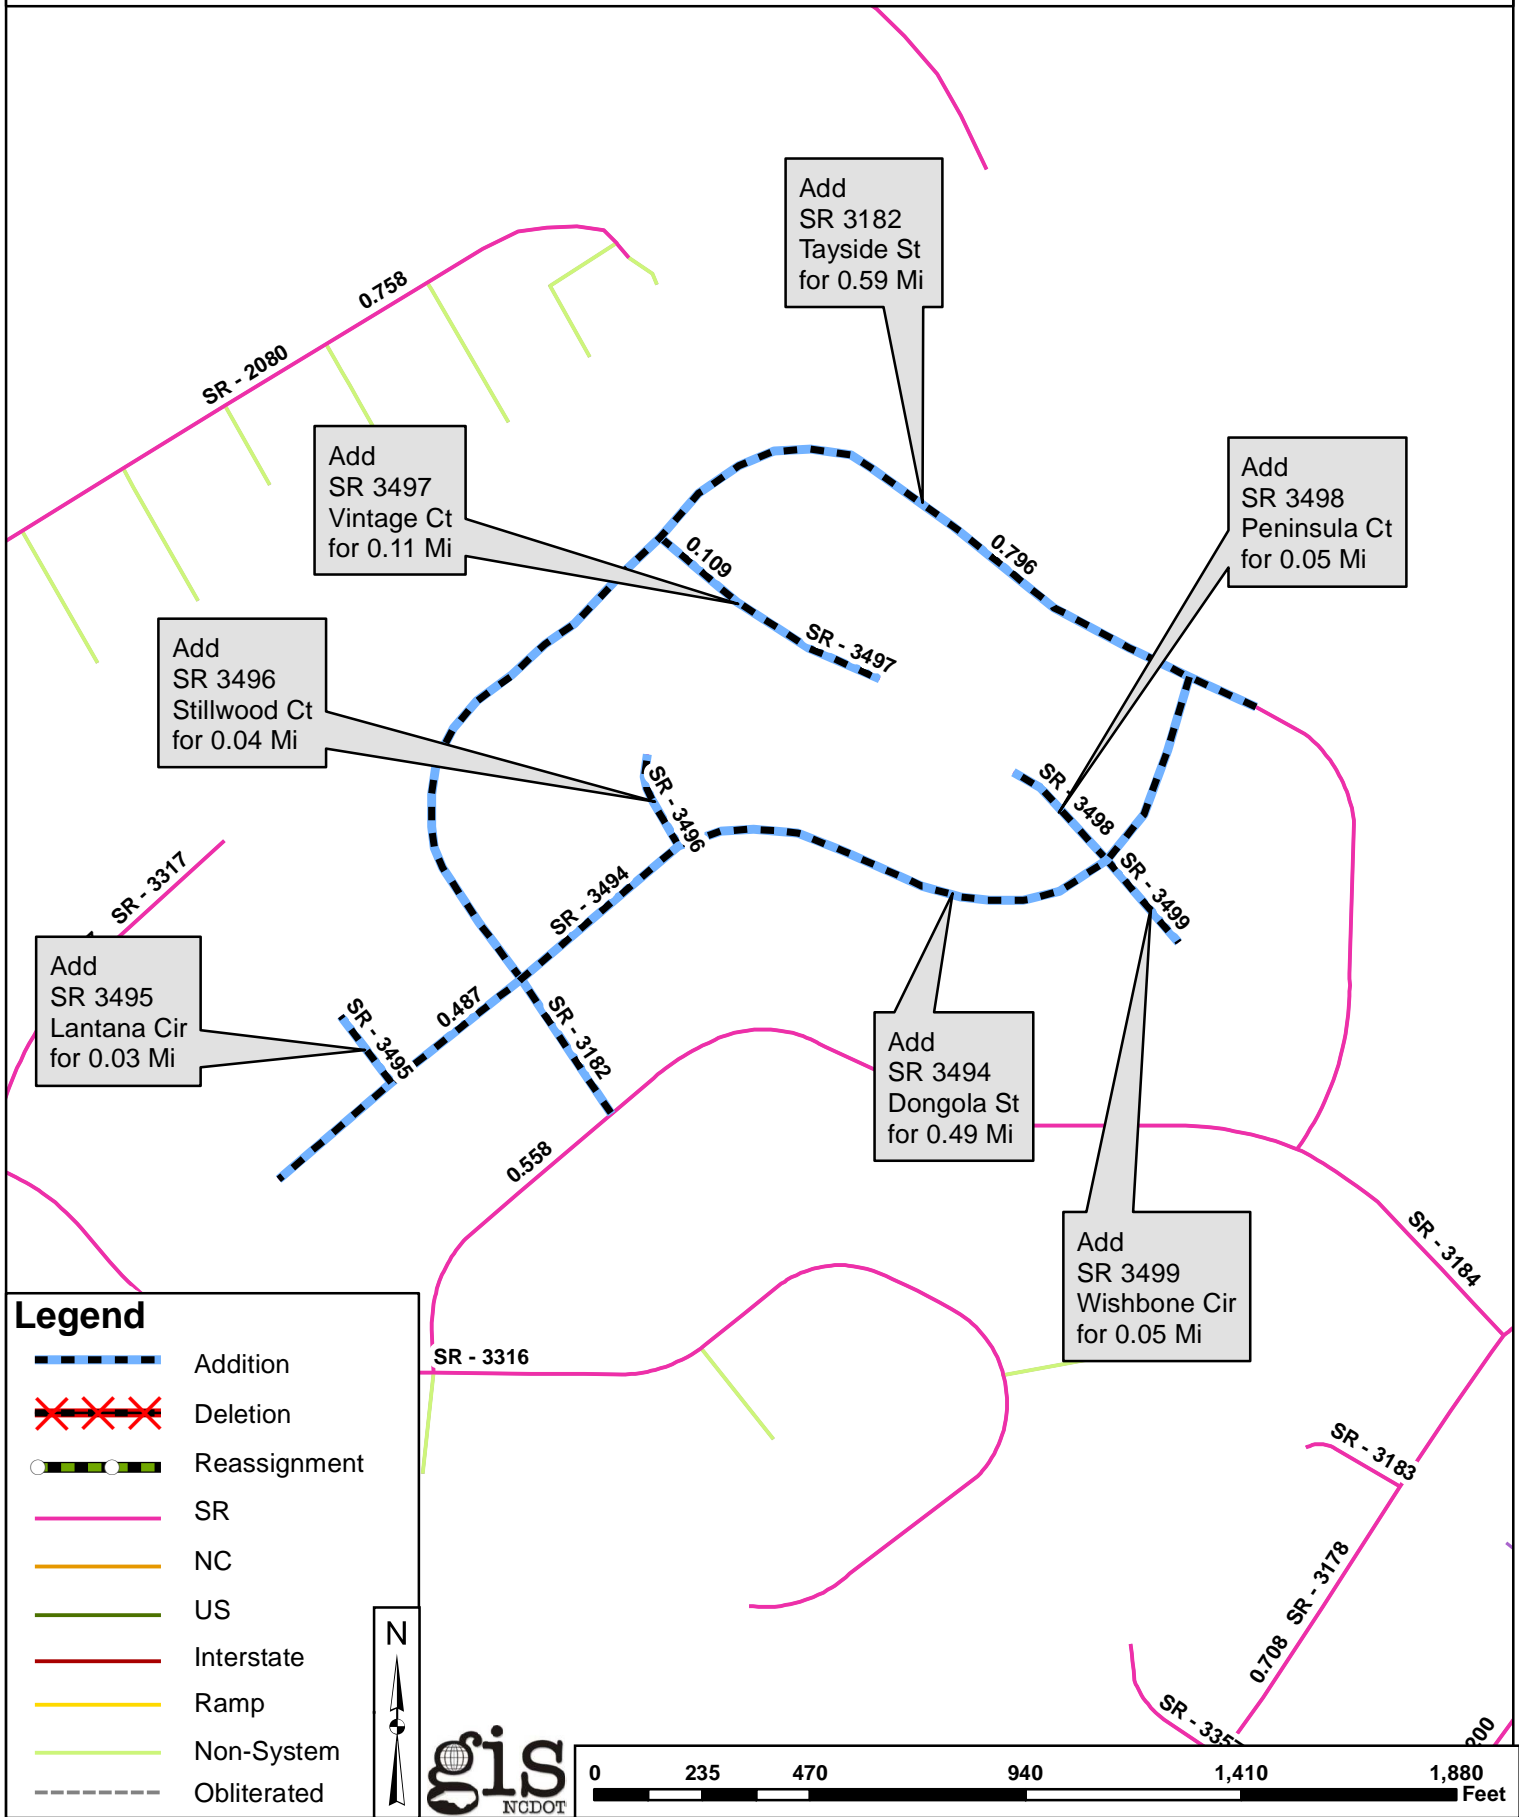 Add
SR 3182
Tayside St
for 0.59 Mi
0.758
SR - 2080
Add
SR 3497
Vintage Ct
for 0.11 Mi
Add
SR 3498
Peninsula Ct
for 0.05 Mi
0.109
0.796
SR - 3497
Add
SR 3496
Stillwood Ct
for 0.04 Mi
SR - 3496
SR - 3498
SR - 3317
SR - 3494
SR - 3499
Add
SR 3495
Lantana Cir
for 0.03 Mi
SR - 3495
0.487
SR - 3182
Add
SR 3494
Dongola St
for 0.49 Mi
0.558
Add
SR 3499
Wishbone Cir
for 0.05 Mi
SR - 3184
SR - 3316
SR - 3183
SR - 3178
0.708
Legend
Addition
Deletion
Reassignment
SR
NC
US
Interstate
Ramp
Non-System
Obliterated
N
gis
NCDOT
0 235 470 940 1,410 1,880
Feet